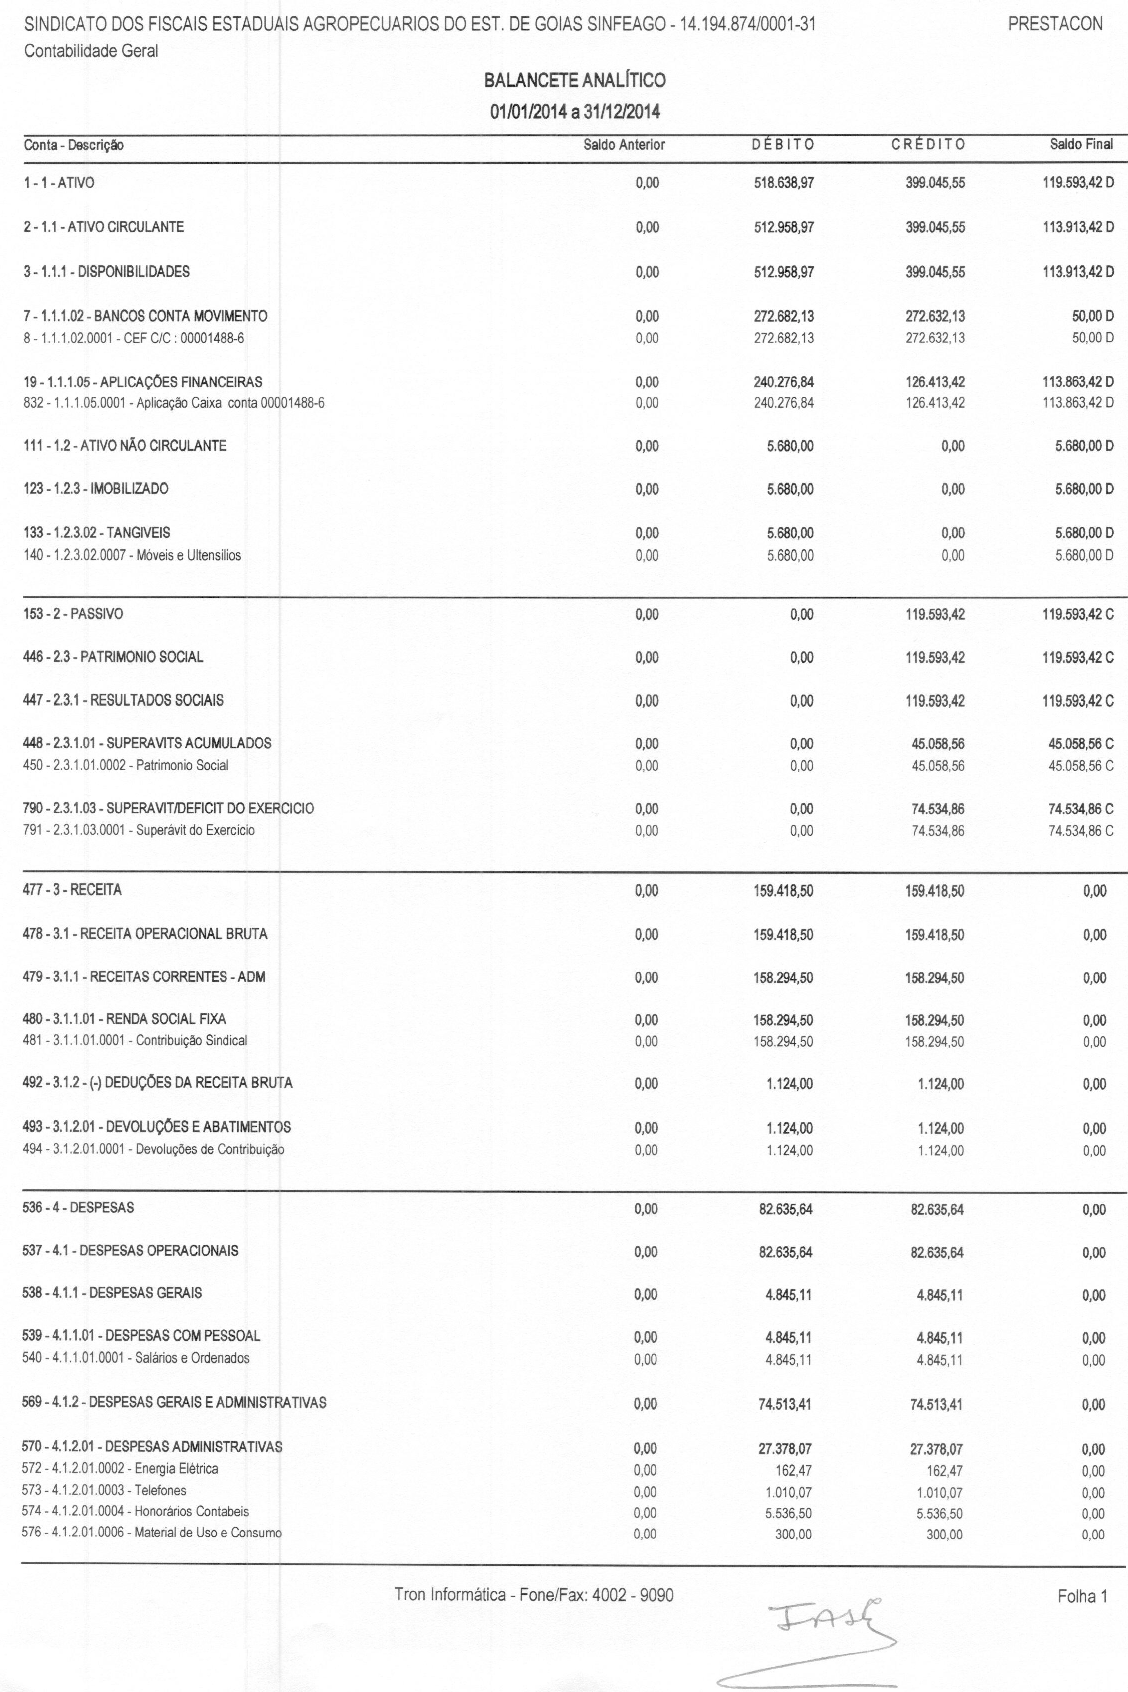 SINDICATO DOS FISCAIS ESTADUAIS AGROPECUARIOS DO EST. DE GOIAS SINFEAGO - 14.194.874/0001-31 PRESTACON
Contabilidade Geral
BALANCETE ANALÍTICO
01/01/2014 a 31/12/2014
Conta - Descrição Saldo Anterior DÉBITO CRÉDITO Saldo Final
1 - 1 - ATIVO 0,00 518.638,97 399.045,55 119.593,42 D
2 - 1.1 - ATIVO CIRCULANTE 0,00 512.958,97 399.045,55 113.913,42 D
3 - 1.1.1 - DISPONIBILIDADES 0,00 512.958,97 399.045,55 113.913,42 D
7 - 1.1.1.02 - BANCOS CONTA MOVIMENTO 0,00 272.682,13 272.632,13 50,00 D
8 - 1.1.1.02.0001 - CEF C/C : 00001488-6 0,00 272.682,13 272.632,13 50,00 D
19 - 1.1.1.05 - APLICAÇÕES FINANCEIRAS 0,00 240.276,84 126.413,42 113.863,42 D
832 - 1.1.1.05.0001 - Aplicação Caixa conta 00001488-6 0,00 240.276,84 126.413,42 113.863,42 D
111 - 1.2 - ATIVO NÃO CIRCULANTE 0,00 5.680,00 0,00 5.680,00 D
123 - 1.2.3 - IMOBILIZADO 0,00 5.680,00 0,00 5.680,00 D
133 - 1.2.3.02 - TANGIVEIS 0,00 5.680,00 0,00 5.680,00 D
140 - 1.2.3.02.0007 - Móveis e Ultensilios 0,00 5.680,00 0,00 5.680,00 D
153 - 2 - PASSIVO 0,00 0,00 119.593,42 119.593,42 C
446 - 2.3 - PATRIMONIO SOCIAL 0,00 0,00 119.593,42 119.593,42 C
447 - 2.3.1 - RESULTADOS SOCIAIS 0,00 0,00 119.593,42 119.593,42 C
448 - 2.3.1.01 - SUPERAVITS ACUMULADOS 0,00 0,00 45.058,56 45.058,56 C
450 - 2.3.1.01.0002 - Patrimonio Social 0,00 0,00 45.058,56 45.058,56 C
790 - 2.3.1.03 - SUPERAVIT/DEFICIT DO EXERCICIO 0,00 0,00 74.534,86 74.534,86 C
791 - 2.3.1.03.0001 - Superávit do Exercício 0,00 0,00 74.534,86 74.534,86 C
477 - 3 - RECEITA 0,00 159.418,50 159.418,50 0,00
478 - 3.1 - RECEITA OPERACIONAL BRUTA 0,00 159.418,50 159.418,50 0,00
479 - 3.1.1 - RECEITAS CORRENTES - ADM 0,00 158.294,50 158.294,50 0,00
480 - 3.1.1.01 - RENDA SOCIAL FIXA 0,00 158.294,50 158.294,50 0,00
481 - 3.1.1.01.0001 - Contribuição Sindical 0,00 158.294,50 158.294,50 0,00
492 - 3.1.2 - (-) DEDUÇÕES DA RECEITA BRUTA 0,00 1.124,00 1.124,00 0,00
493 - 3.1.2.01 - DEVOLUÇÕES E ABATIMENTOS 0,00 1.124,00 1.124,00 0,00
494 - 3.1.2.01.0001 - Devoluções de Contribuição 0,00 1.124,00 1.124,00 0,00
536 - 4 - DESPESAS 0,00 82.635,64 82.635,64 0,00
537 - 4.1 - DESPESAS OPERACIONAIS 0,00 82.635,64 82.635,64 0,00
538 - 4.1.1 - DESPESAS GERAIS 0,00 4.845,11 4.845,11 0,00
539 - 4.1.1.01 - DESPESAS COM PESSOAL 0,00 4.845,11 4.845,11 0,00
540 - 4.1.1.01.0001 - Salários e Ordenados 0,00 4.845,11 4.845,11 0,00
569 - 4.1.2 - DESPESAS GERAIS E ADMINISTRATIVAS 0,00 74.513,41 74.513,41 0,00
570 - 4.1.2.01 - DESPESAS ADMINISTRATIVAS 0,00 27.378,07 27.378,07 0,00
572 - 4.1.2.01.0002 - Energia Elétrica 0,00 162,47 162,47 0,00
573 - 4.1.2.01.0003 - Telefones 0,00 1.010,07 1.010,07 0,00
574 - 4.1.2.01.0004 - Honorários Contabeis 0,00 5.536,50 5.536,50 0,00
576 - 4.1.2.01.0006 - Material de Uso e Consumo 0,00 300,00 300,00 0,00
Tron Informática - Fone/Fax: 4002 - 9090 Folha 1